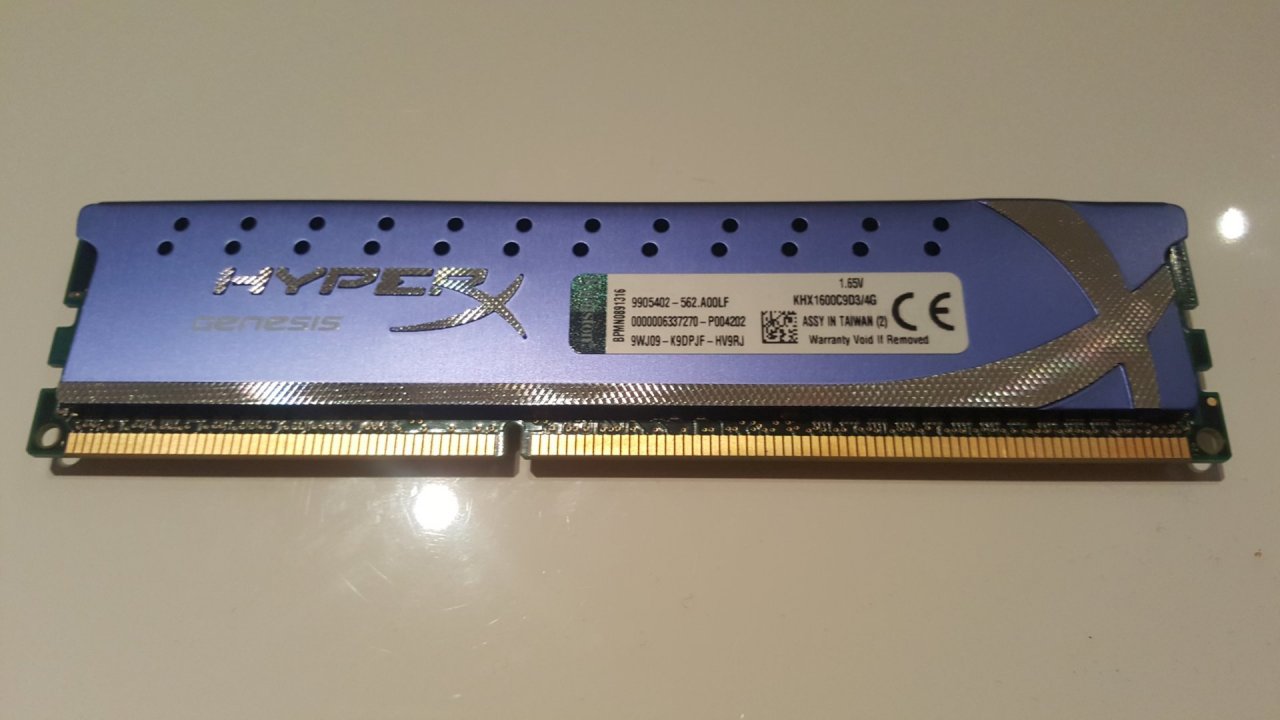 HYPERX
GENESIS
BPMN0891316
9905402-562.A00LF
0000006337270-P004202
9WJ09-K9DPJF-HV9RJ
1.65V
KHX1600C9D3/4G
ASSY IN TAIWAN (2)
Warranty Void If Removed
CE